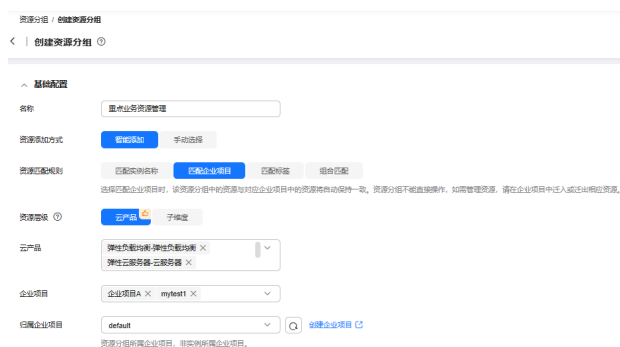 资源分组 / 创建资源分组
创建资源分组
基础配置
名称
重点业务资源管理
资源添加方式
智能添加 手动选择
资源匹配规则
匹配实例名称 匹配企业项目 匹配标签 组合匹配
选择匹配企业项目时，该资源分组中的资源与对应企业项目中的资源将自动保持一致。资源分组不能直接操作，如需管理资源，请在企业项目中迁入或迁出相应资源。
资源层级
云产品 子维度
云产品
弹性负载均衡-弹性负载均衡 ×
弹性云服务器-云服务器 ×
企业项目
企业项目A × mytest1 ×
归属企业项目
default
创建企业项目
资源分组所属企业项目，非实例所属企业项目。